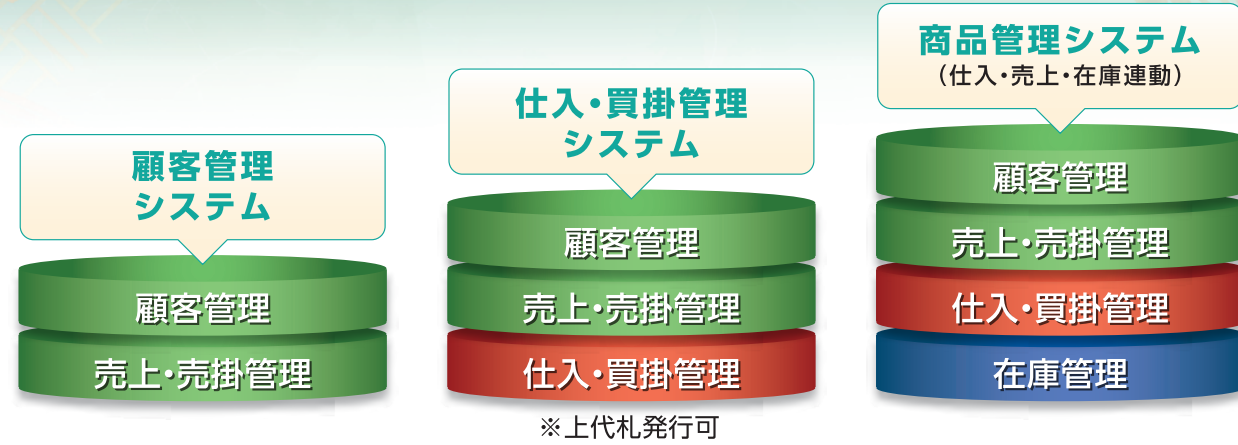 顧客管理
システム
顧客管理
売上・売掛管理
仕入・買掛管理
システム
顧客管理
売上・売掛管理
仕入・買掛管理
※上代札発行可
商品管理システム
（仕入・売上・在庫連動）
顧客管理
売上・売掛管理
仕入・買掛管理
在庫管理